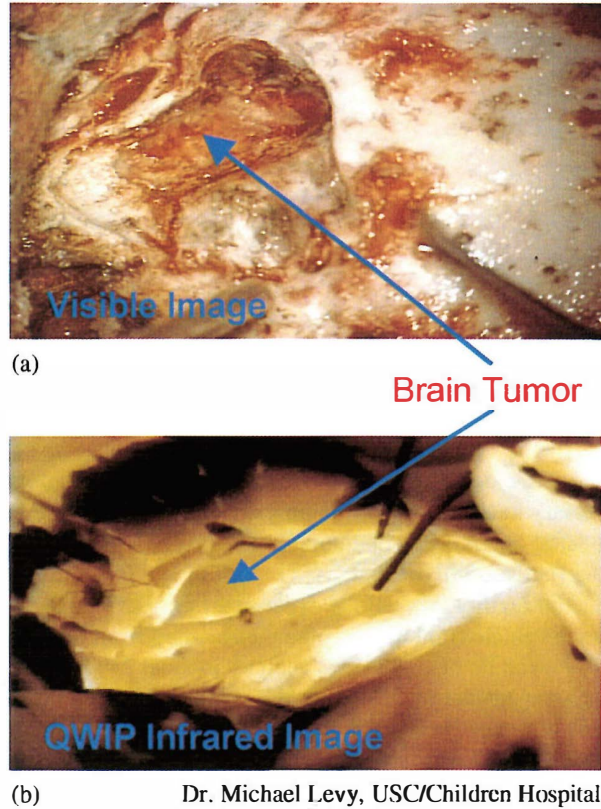 Visible Image
(a)
Brain Tumor
QWIP Infrared Image
(b) Dr. Michael Levy, USC/Children Hospital